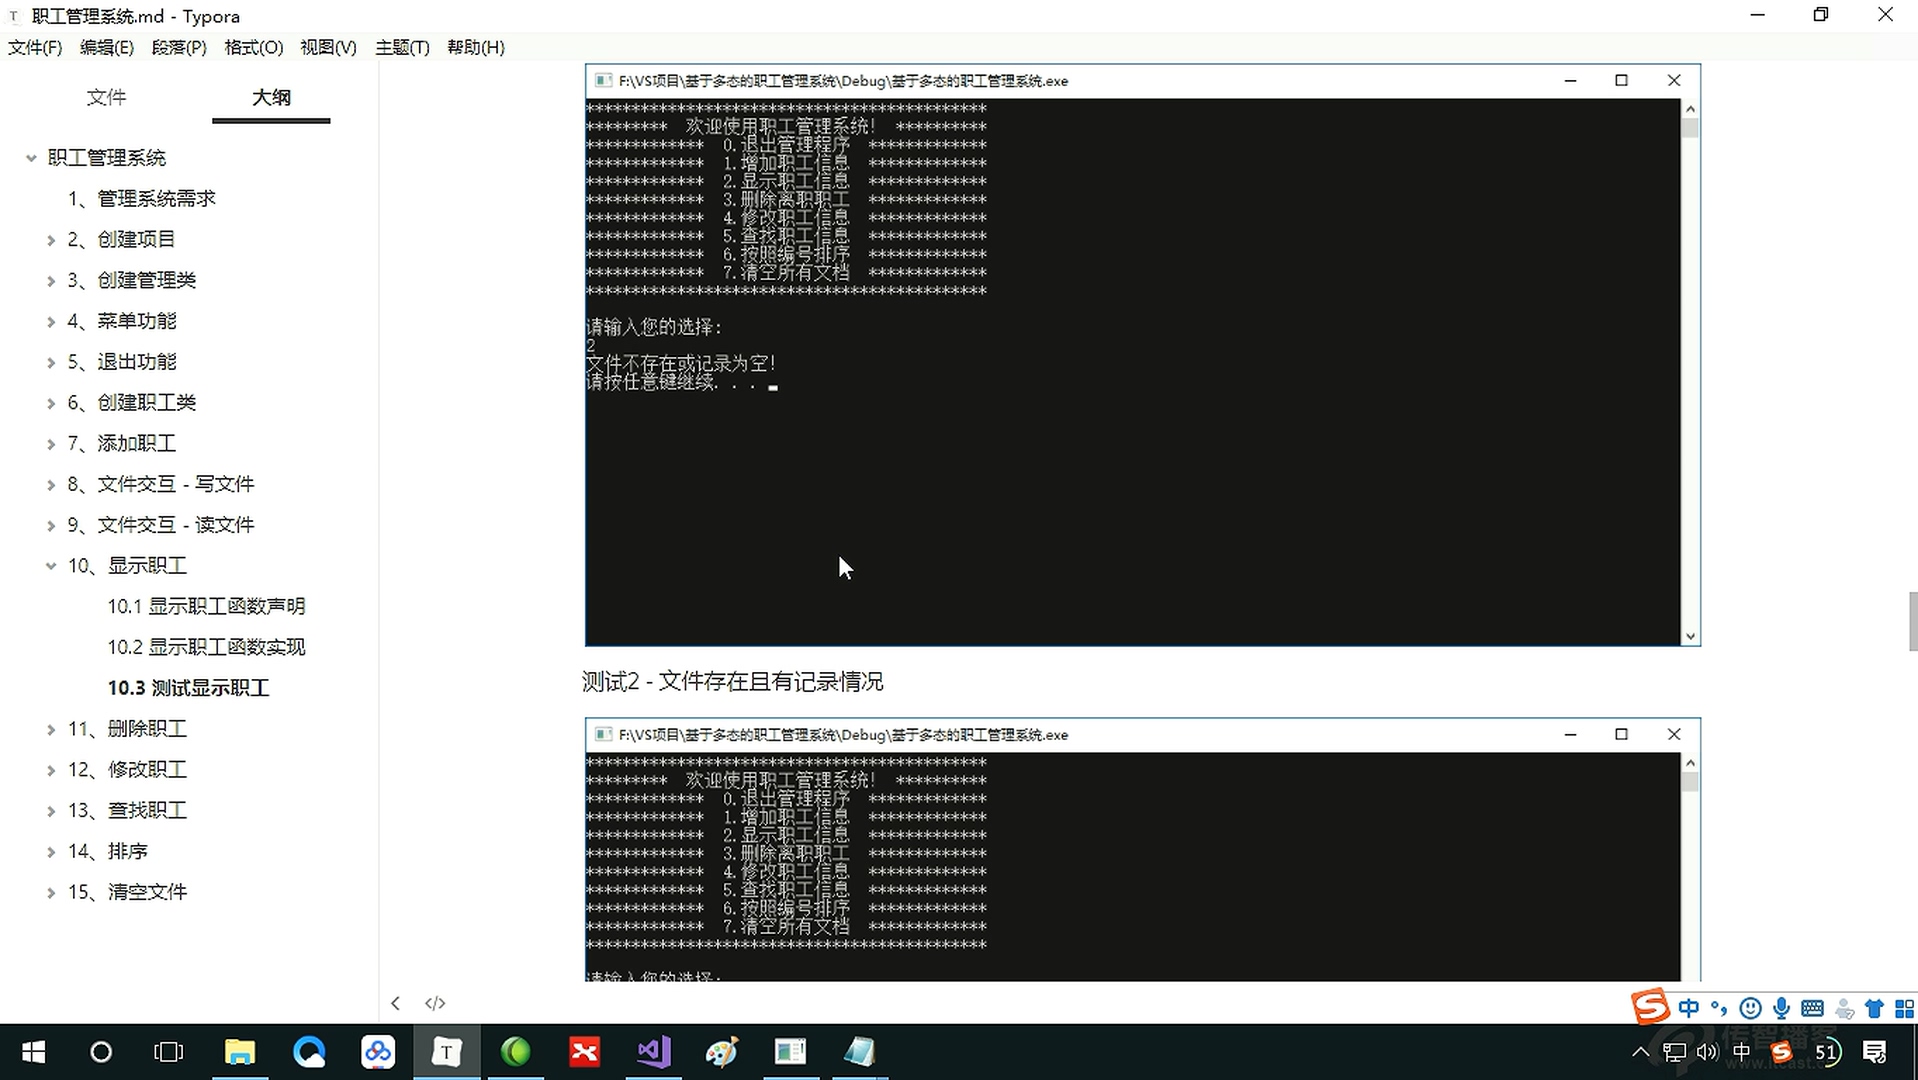 职工管理系统.md - Typora
文件(F) 编辑(E) 段落(P) 格式(O) 视图(V) 主题(T) 帮助(H)
文件 大纲
职工管理系统
1、管理系统需求
2、创建项目
3、创建管理类
4、菜单功能
5、退出功能
6、创建职工类
7、添加职工
8、文件交互 - 写文件
9、文件交互 - 读文件
10、显示职工
10.1 显示职工函数声明
10.2 显示职工函数实现
10.3 测试显示职工
11、删除职工
12、修改职工
13、查找职工
14、排序
15、清空文件
F:\VS项目\基于多态的职工管理系统\Debug\基于多态的职工管理系统.exe
********************************************
********* 欢迎使用职工管理系统! **********
************* 0.退出管理程序 *************
************* 1.增加职工信息 *************
************* 2.显示职工信息 *************
************* 3.删除离职职工 *************
************* 4.修改职工信息 *************
************* 5.查找职工信息 *************
************* 6.按照编号排序 *************
************* 7.清空所有文档 *************
********************************************
请输入您的选择:
2
文件不存在或记录为空!
请按任意键继续. . .
测试2 - 文件存在且有记录情况
F:\VS项目\基于多态的职工管理系统\Debug\基于多态的职工管理系统.exe
********************************************
********* 欢迎使用职工管理系统! **********
************* 0.退出管理程序 *************
************* 1.增加职工信息 *************
************* 2.显示职工信息 *************
************* 3.删除离职职工 *************
************* 4.修改职工信息 *************
************* 5.查找职工信息 *************
************* 6.按照编号排序 *************
************* 7.清空所有文档 *************
********************************************
请输入您的选择:
</>
中
中 51
传智播客